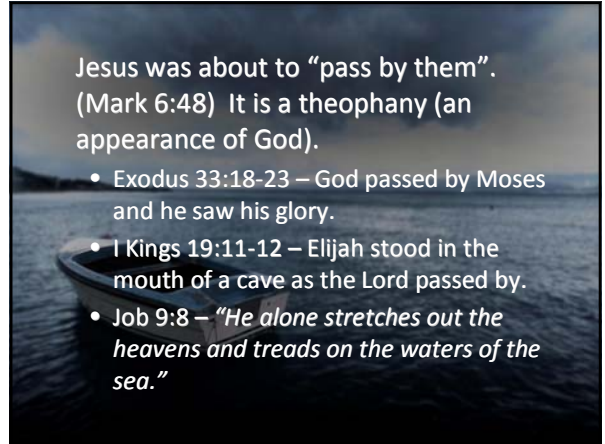 Jesus was about to “pass by them”.
(Mark 6:48)  It is a theophany (an
appearance of God).
• Exodus 33:18-23 – God passed by Moses
and he saw his glory.
• I Kings 19:11-12 – Elijah stood in the
mouth of a cave as the Lord passed by.
• Job 9:8 – “He alone stretches out the
heavens and treads on the waters of the
sea.”